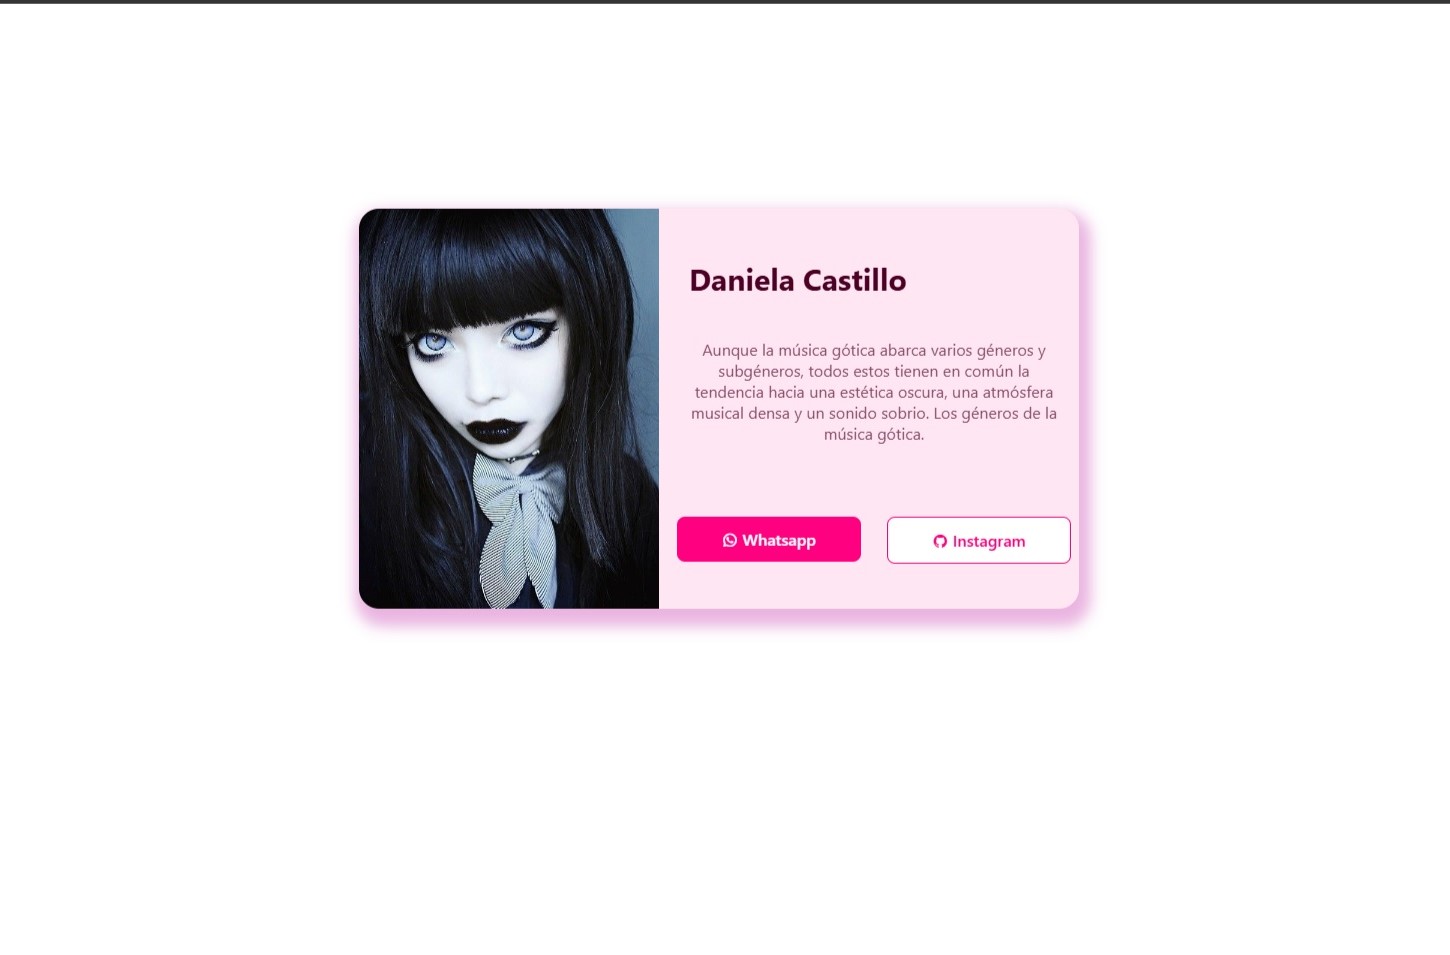 Daniela Castillo
Aunque la música gótica abarca varios géneros y
subgéneros, todos estos tienen en común la
tendencia hacia una estética oscura, una atmósfera
musical densa y un sonido sobrio. Los géneros de la
música gótica.
Whatsapp
Instagram